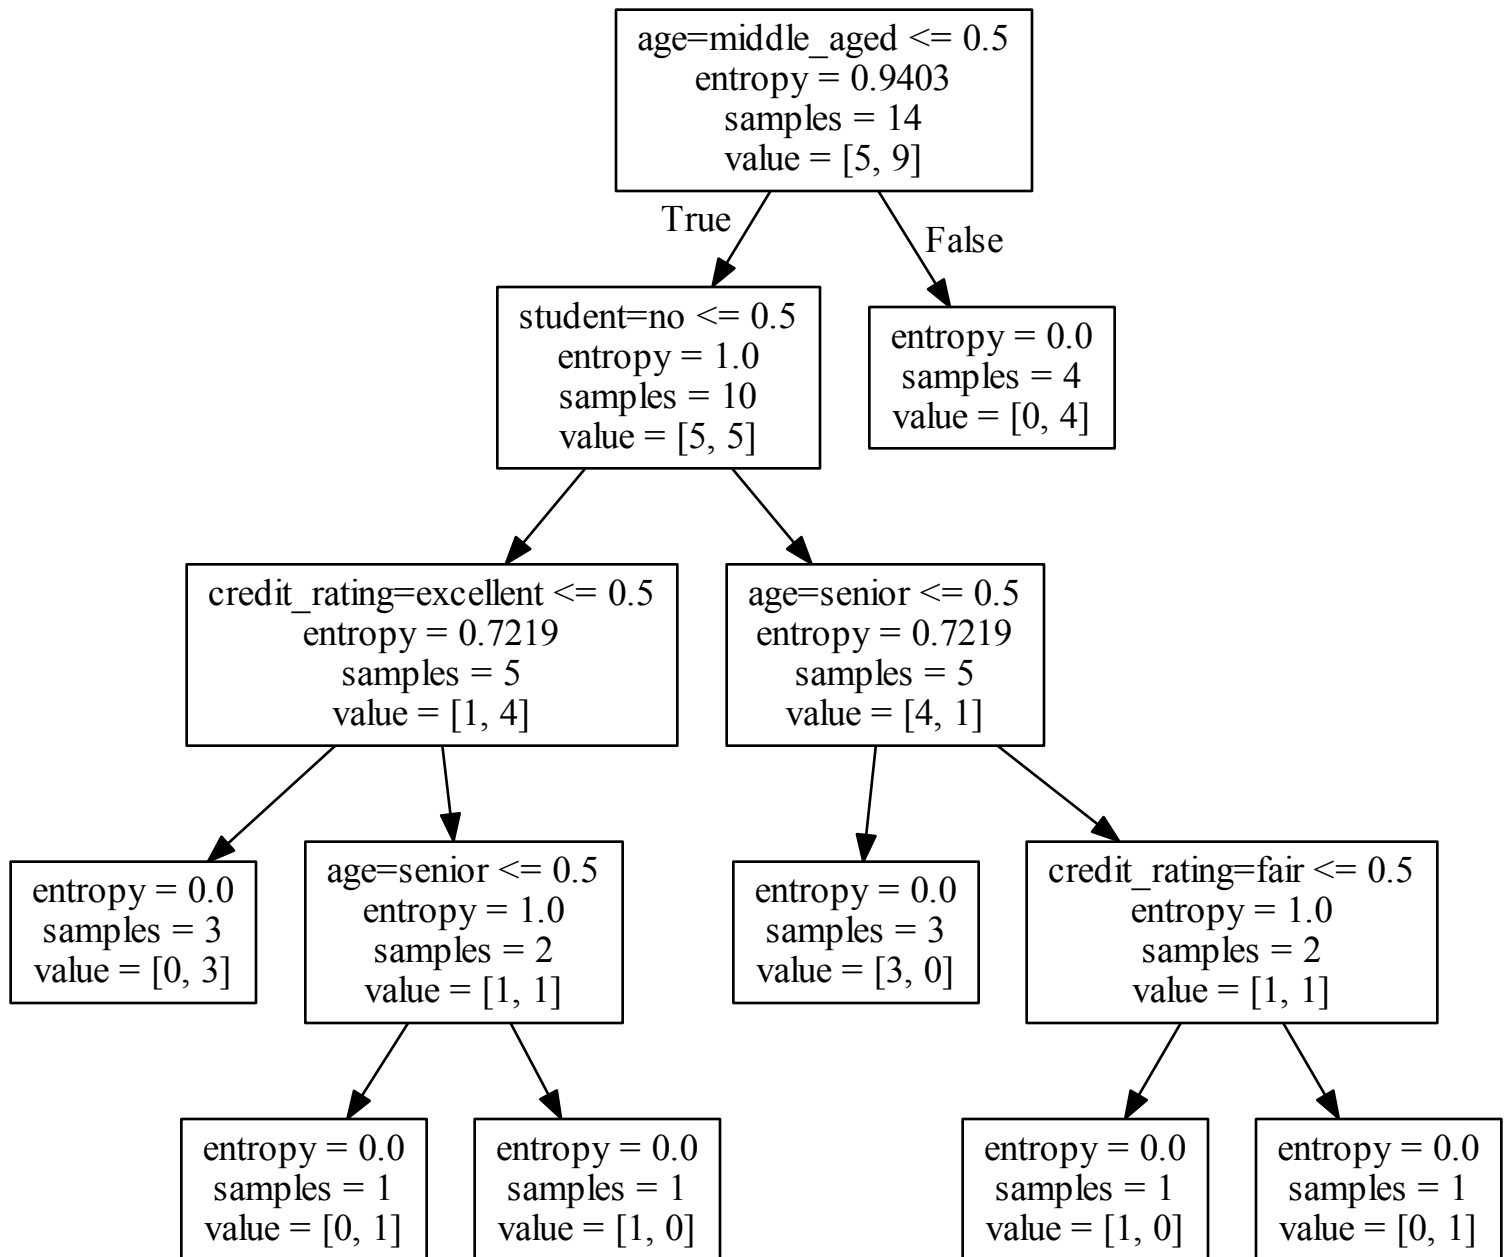 age=middle_aged <= 0.5
entropy = 0.9403
samples = 14
value = [5, 9]
True
False
student=no <= 0.5
entropy = 1.0
samples = 10
value = [5, 5]
entropy = 0.0
samples = 4
value = [0, 4]
credit_rating=excellent <= 0.5
entropy = 0.7219
samples = 5
value = [1, 4]
age=senior <= 0.5
entropy = 0.7219
samples = 5
value = [4, 1]
entropy = 0.0
samples = 3
value = [0, 3]
age=senior <= 0.5
entropy = 1.0
samples = 2
value = [1, 1]
entropy = 0.0
samples = 3
value = [3, 0]
credit_rating=fair <= 0.5
entropy = 1.0
samples = 2
value = [1, 1]
entropy = 0.0
samples = 1
value = [0, 1]
entropy = 0.0
samples = 1
value = [1, 0]
entropy = 0.0
samples = 1
value = [1, 0]
entropy = 0.0
samples = 1
value = [0, 1]